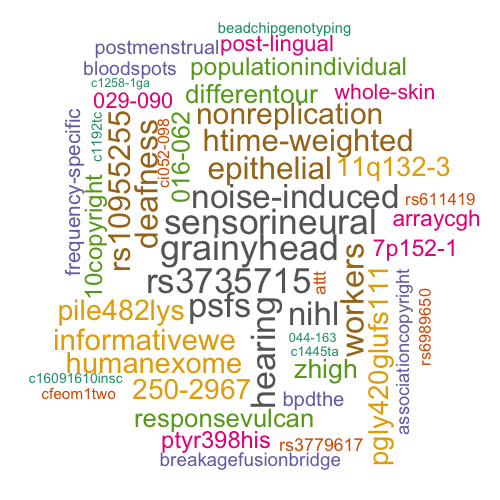 beadchipgenotyping
postmenstrual
post-lingual
bloodspots
populationindividual
c1258-1ga
029-090
differentour
whole-skin
nonreplication
frequency-specific
c1192tc
rs10955255
deafness
ci052-098
016-062
htime-weighted
epithelial
11q132-3
10copyright
noise-induced
rs611419
sensorineural
arraycgh
grainyhead
7p152-1
rs3735715
attt
workers
pgly420glufs111
associationcopyright
rs6989650
pile482lys
psfs
hearing
nihl
informativewe
044-163
c1445ta
humanexome
zhigh
c16091610insc
cfeom1two
250-2967
bpdthe
responsevulcan
ptyr398his
rs3779617
breakagefusionbridge